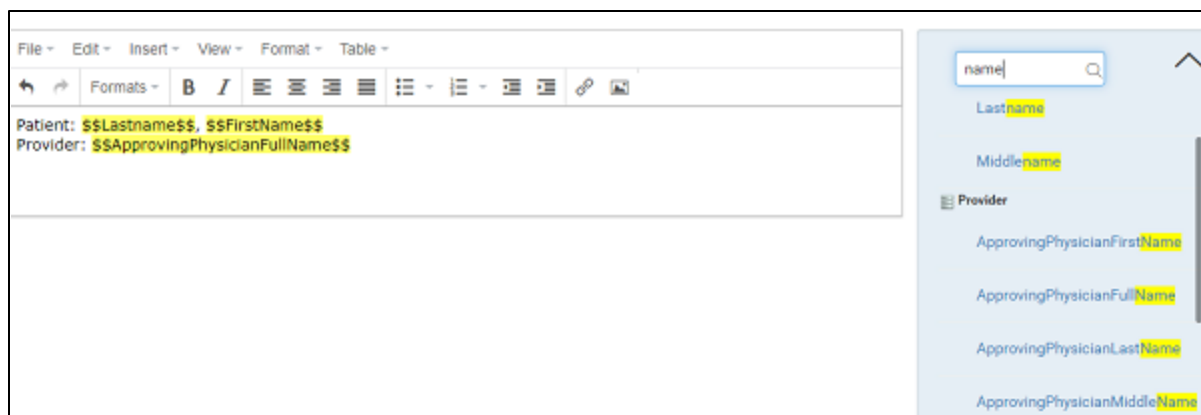 File Edit Insert View Format Table
Formats B I
Patient: $$Lastname$$, $$FirstName$$
Provider: $$ApprovingPhysicianFullName$$
name
Lastname
Middlename
Provider
ApprovingPhysicianFirstName
ApprovingPhysicianFullName
ApprovingPhysicianLastName
ApprovingPhysicianMiddleName